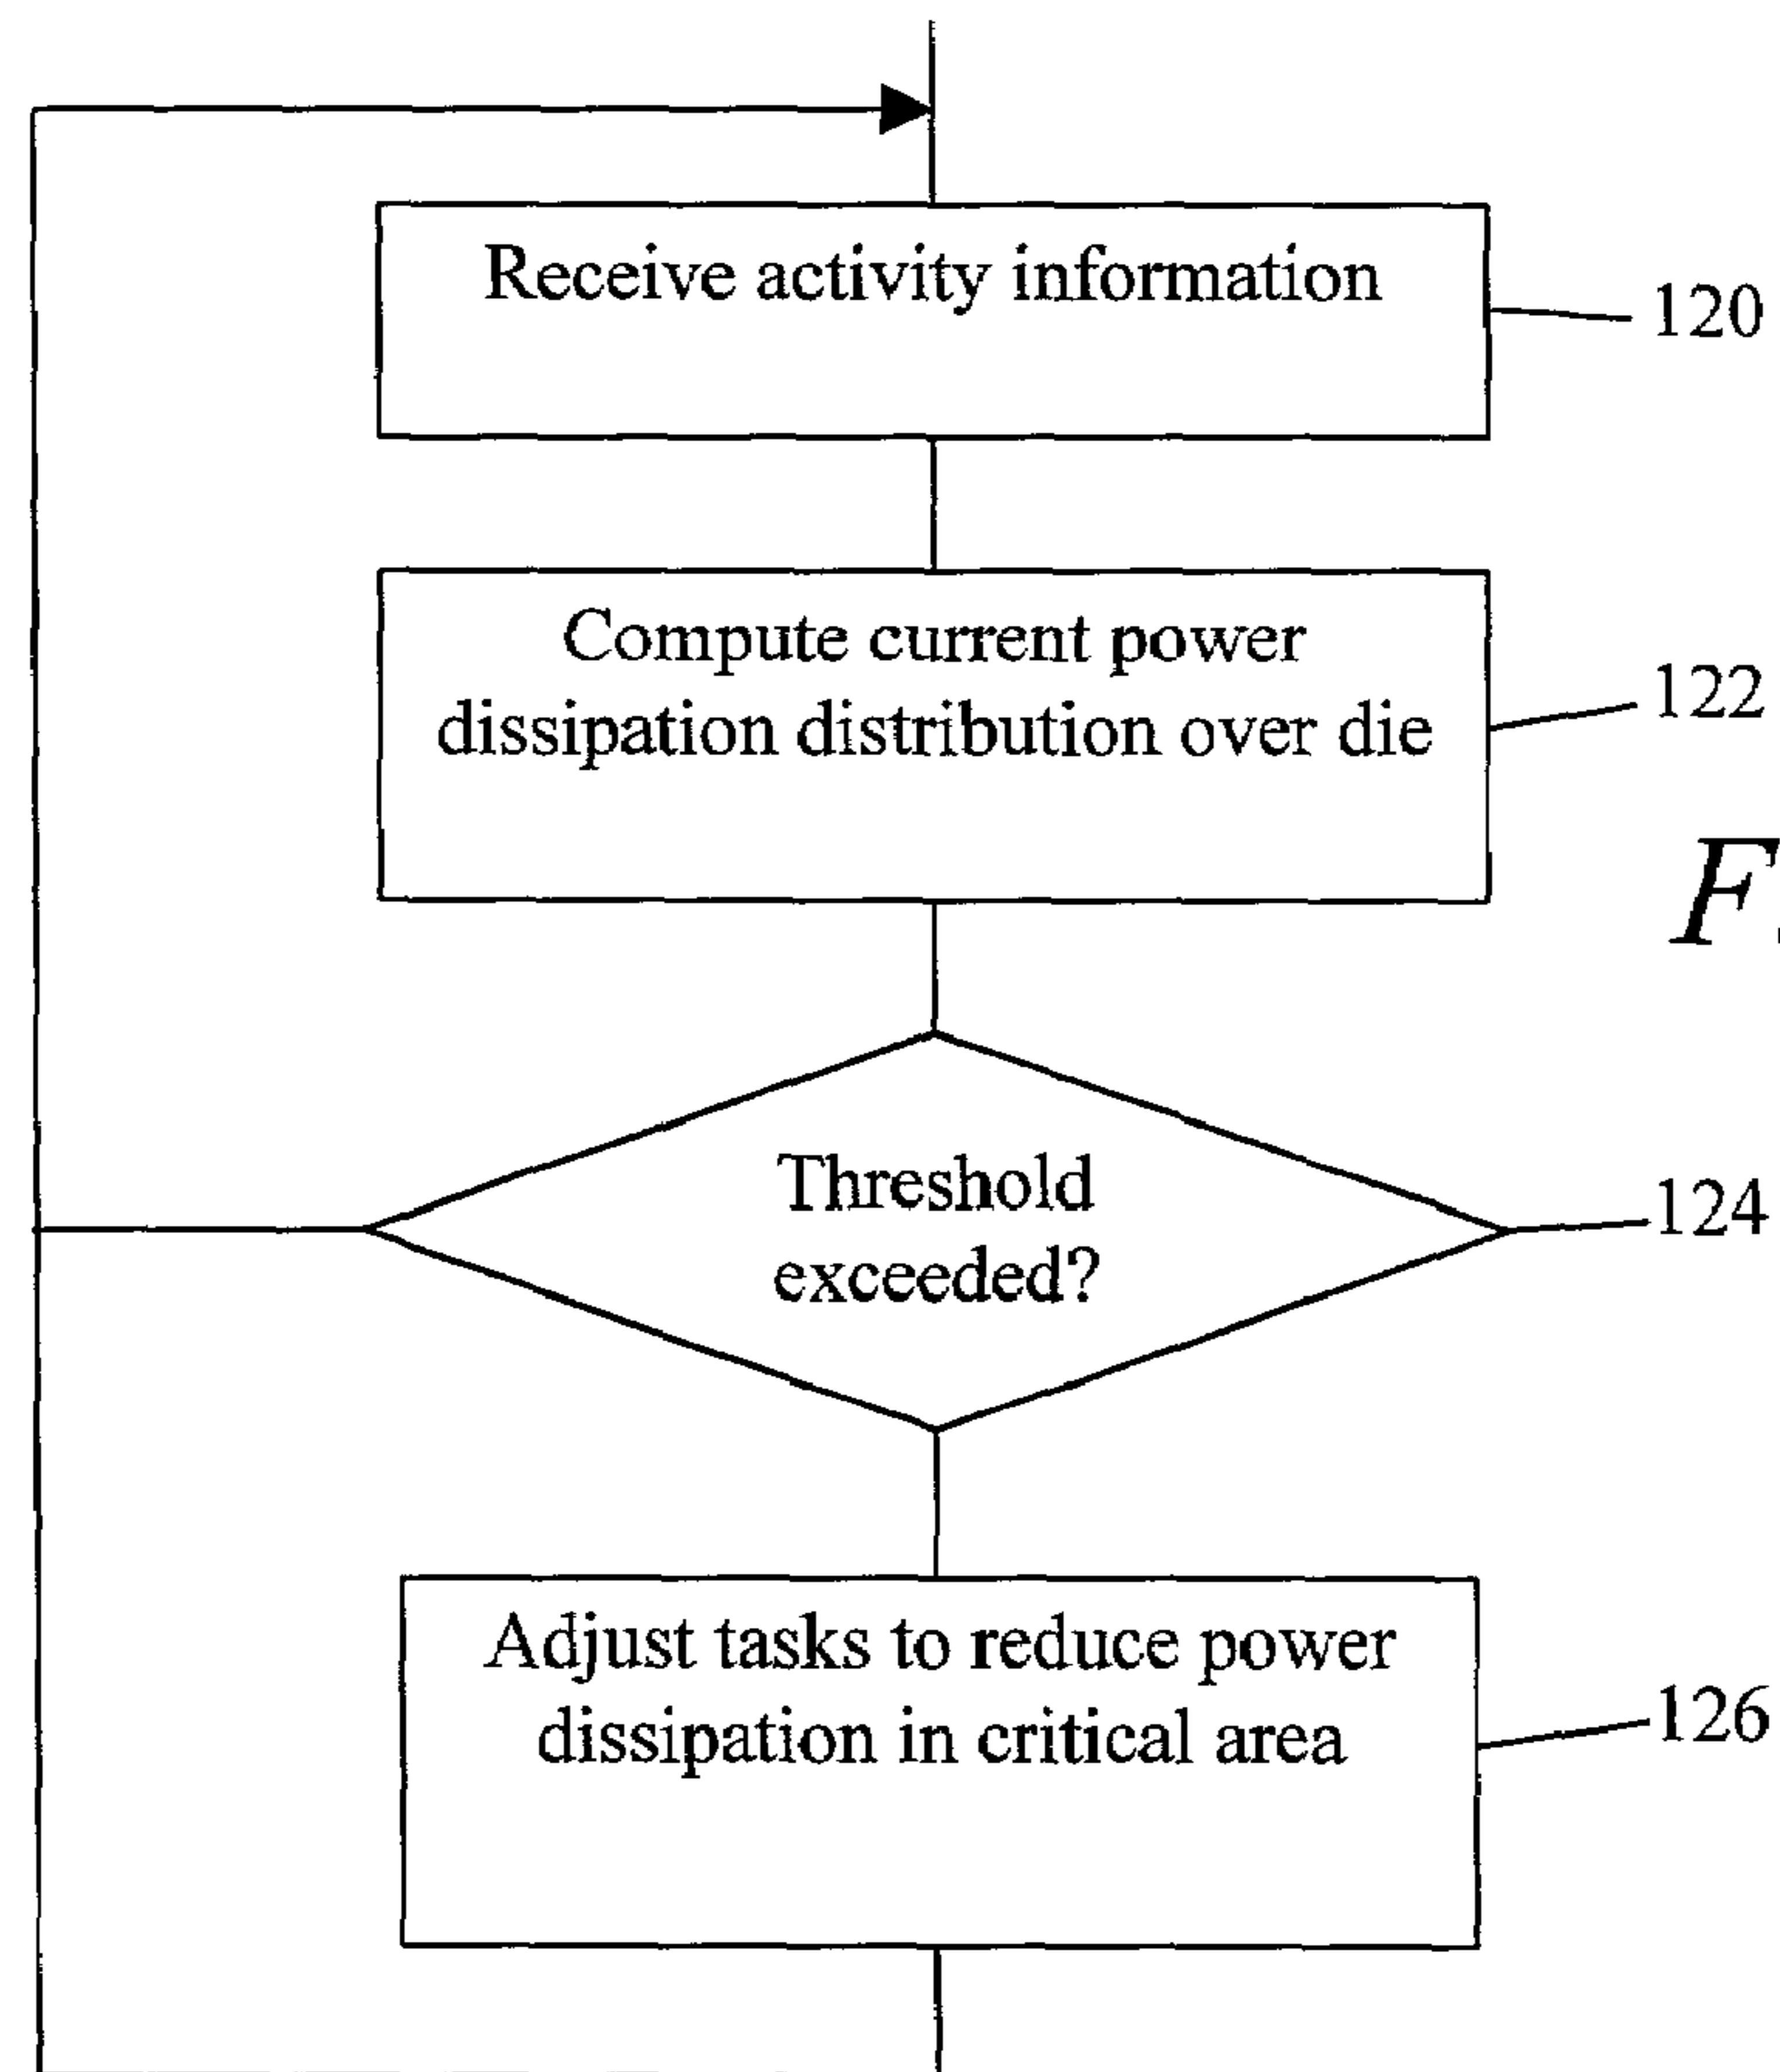 Receive activity information
120
Compute current power
dissipation distribution over die
122
F
Threshold
exceeded?
124
Adjust tasks to reduce power
dissipation in critical area
126